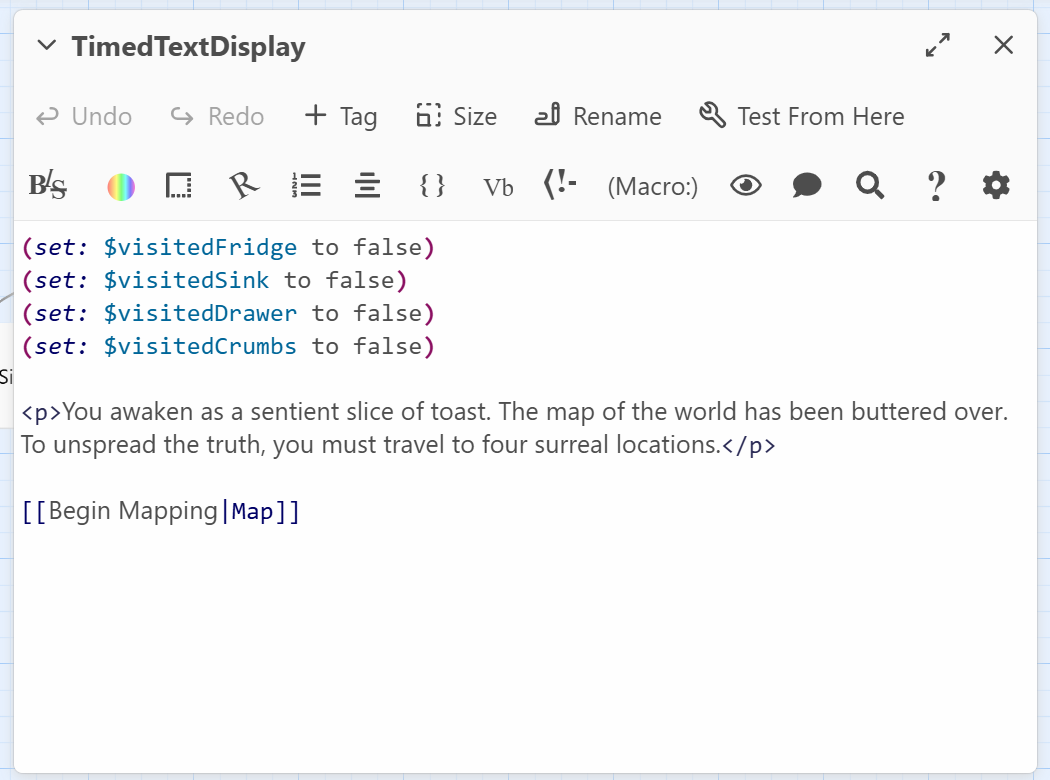 TimedTextDisplay
Undo Redo + Tag Size Rename Test From Here
BIS { } Vb (Macro:) ?
(set: $visitedFridge to false)
(set: $visitedSink to false)
(set: $visitedDrawer to false)
(set: $visitedCrumbs to false)
Si
<p>You awaken as a sentient slice of toast. The map of the world has been buttered over.
To unspread the truth, you must travel to four surreal locations.</p>
[[Begin Mapping|Map]]